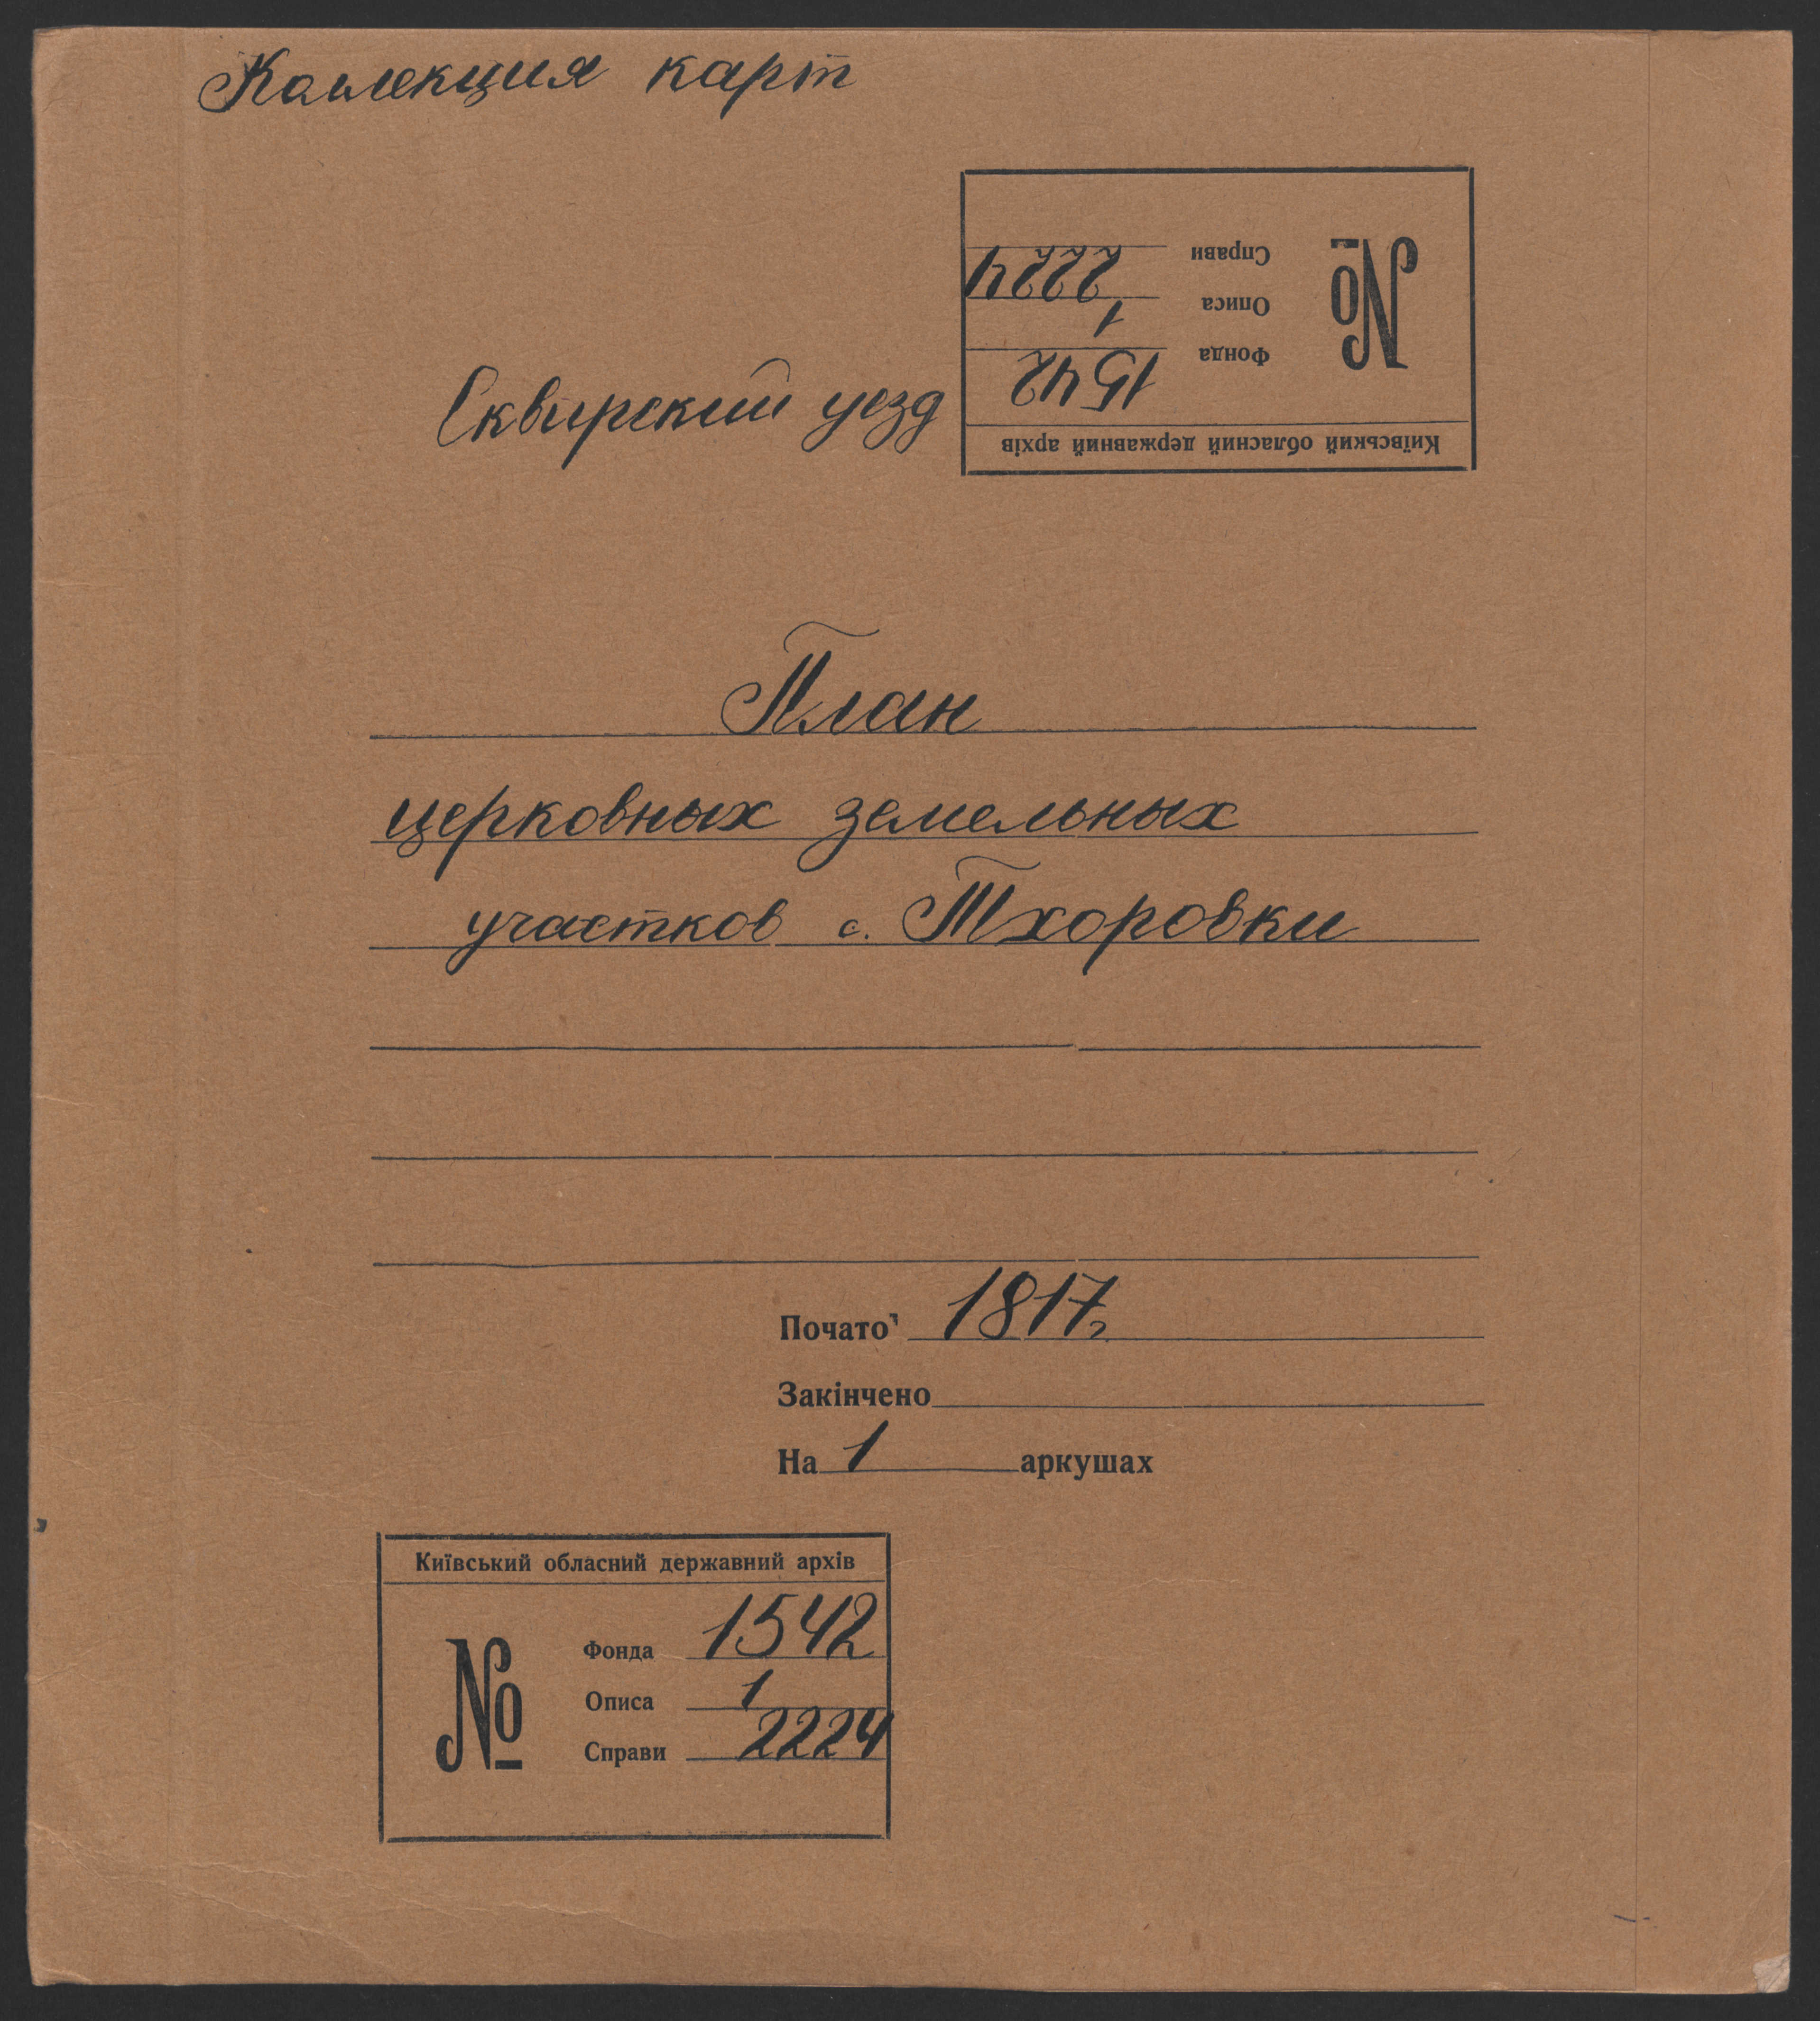 Коллекция карт
Справи 2224
Описа 1
№
Фонда 1542
Київський обласний державний архів
Сквирский уезд
План
церковных земельных
участков с. Тхоровки
Почато 1817 г.
Закінчено
На 1 аркушах
Київський обласний державний архів
Фонда 1542
№
Описа 1
Справи 2224